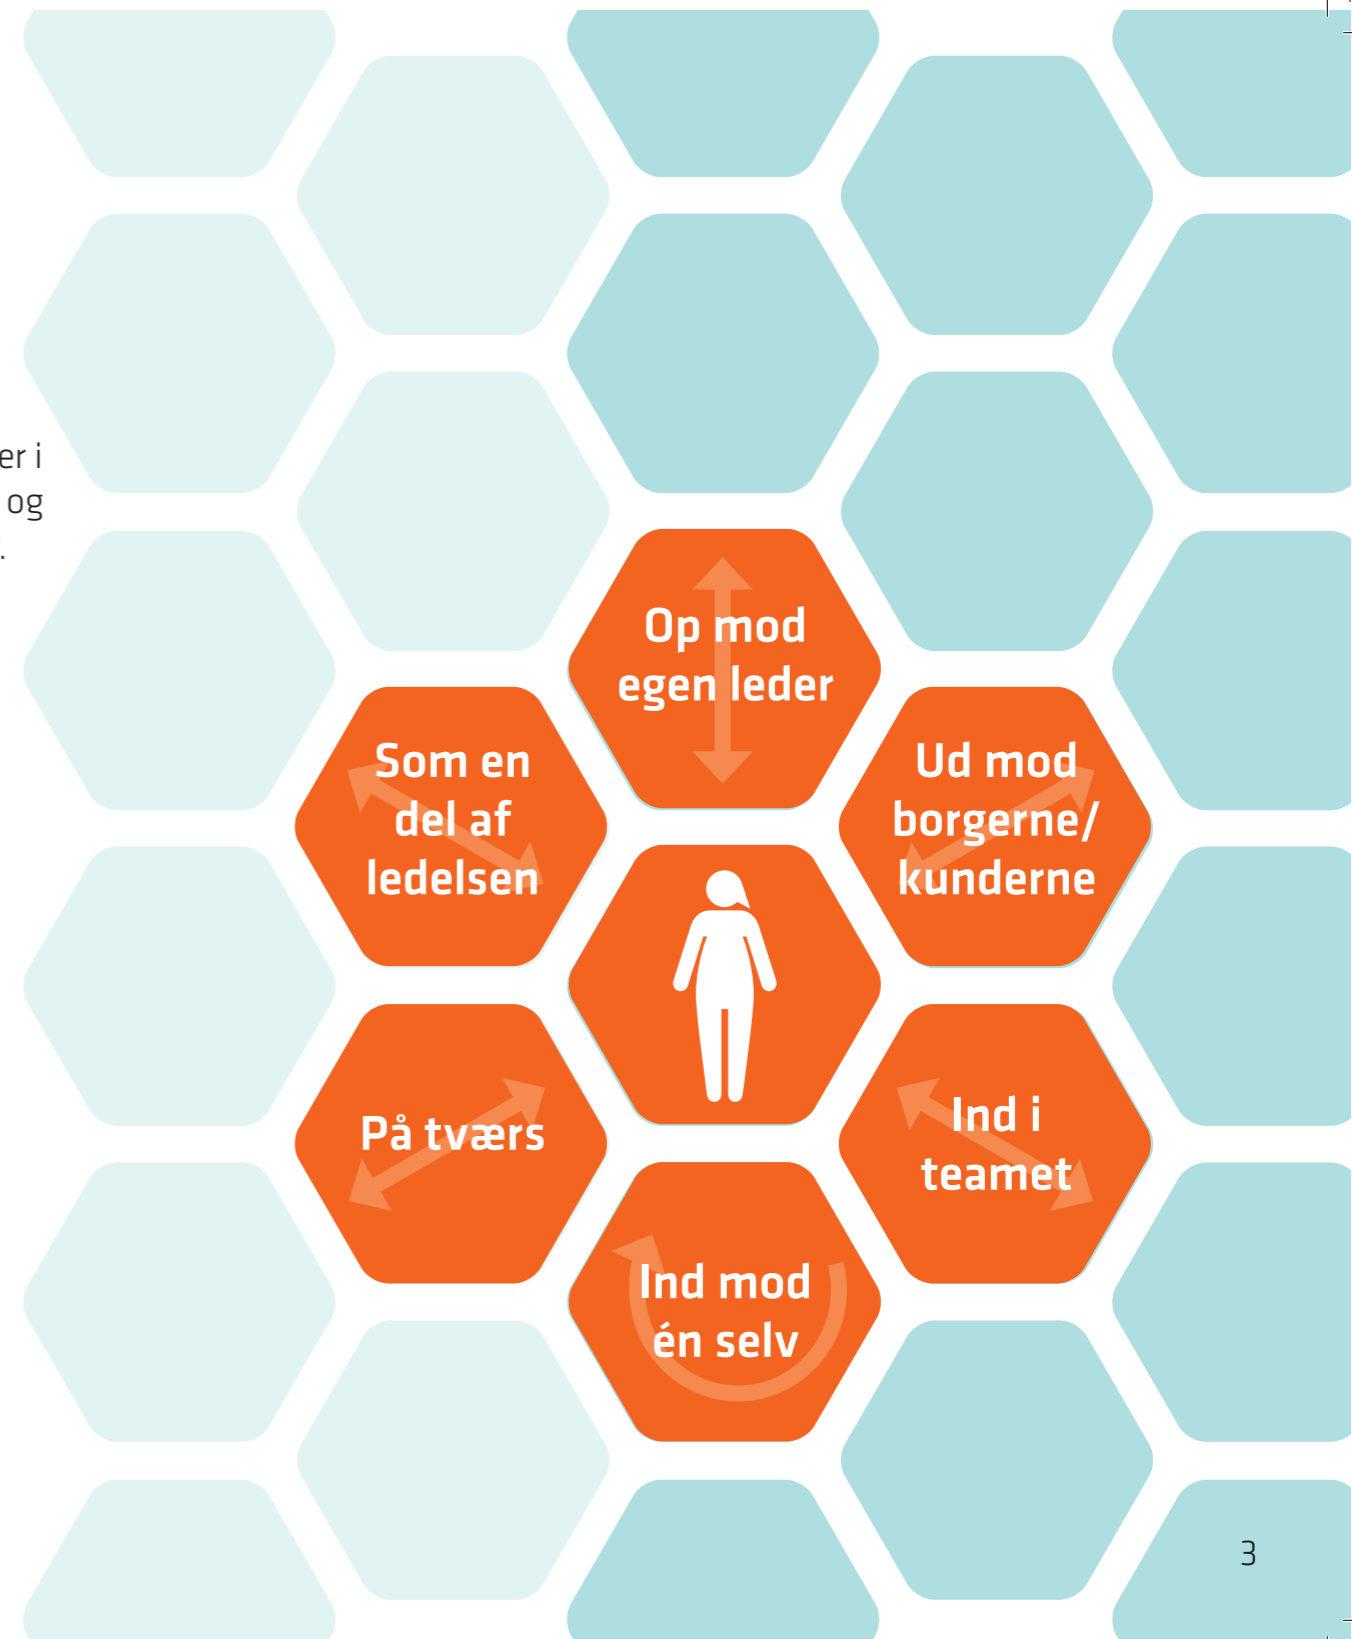 er i
og
.
Op mod
egen leder
Som en
del af
ledelsen
Ud mod
borgerne/
kunderne
På tværs
Ind i
teamet
Ind mod
én selv
3